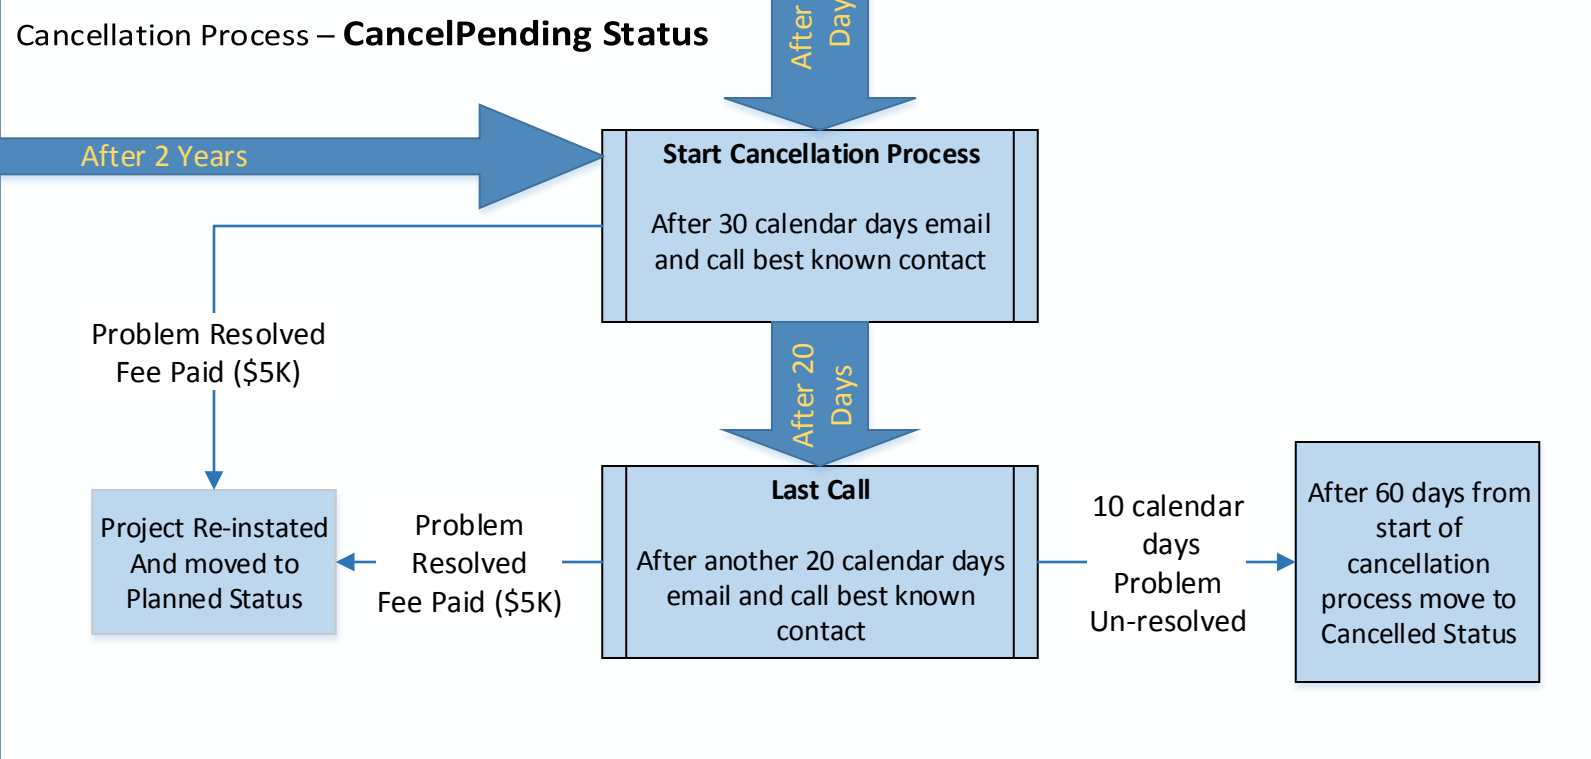 Cancellation Process – CancelPending Status
After
Day
After 2 Years
Start Cancellation Process
After 30 calendar days email
and call best known contact
Problem Resolved
Fee Paid ($5K)
After 20
Days
Last Call
After another 20 calendar days
email and call best known
contact
Project Re-instated
And moved to
Planned Status
Problem
Resolved
Fee Paid ($5K)
10 calendar
days
Problem
Un-resolved
After 60 days from
start of
cancellation
process move to
Cancelled Status